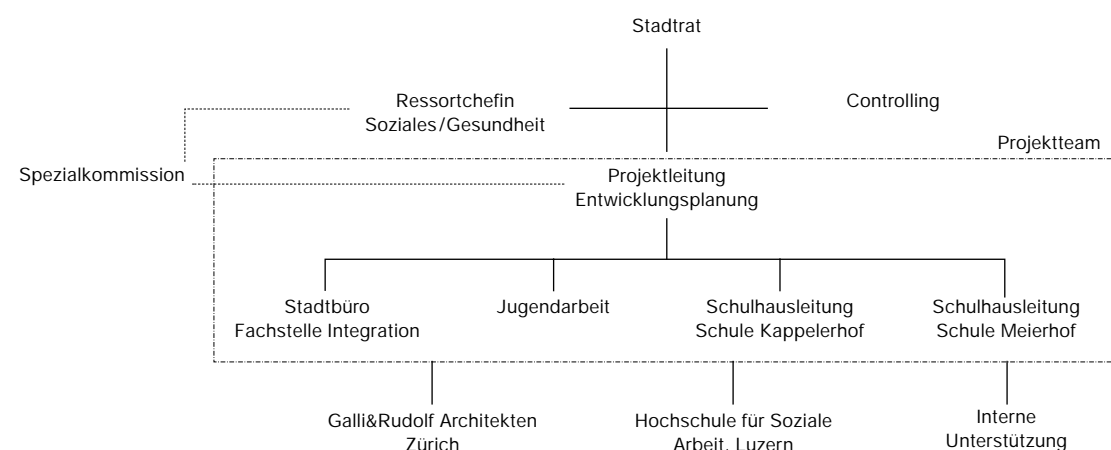 Stadtrat
Ressortchefin
Soziales/Gesundheit
Controlling
Projektteam
Spezialkommission
Projektleitung
Entwicklungsplanung
Stadtbüro
Fachstelle Integration
Jugendarbeit
Schulhausleitung
Schule Kappelerhof
Schulhausleitung
Schule Meierhof
Galli&Rudolf Architekten
Zürich
Hochschule für Soziale
Arbeit, Luzern
Interne
Unterstützung